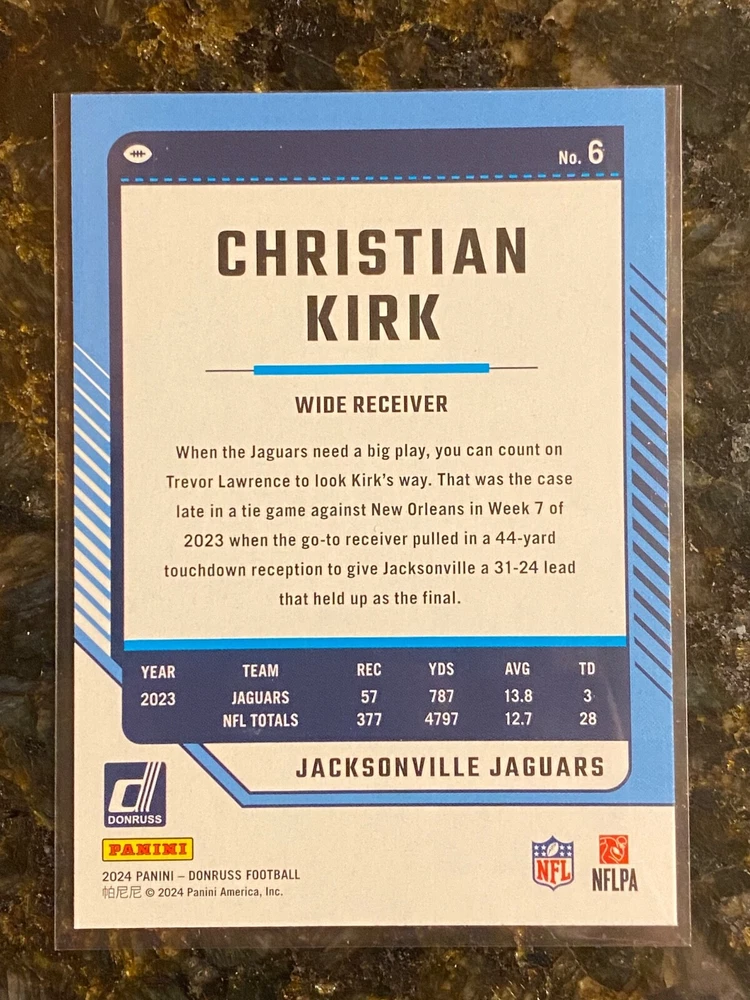 No. 6
CHRISTIAN
KIRK
WIDE RECEIVER
When the Jaguars need a big play, you can count on
Trevor Lawrence to look Kirk's way. That was the case
late in a tie game against New Orleans in Week 7 of
2023 when the go-to receiver pulled in a 44-yard
touchdown reception to give Jacksonville a 31-24 lead
that held up as the final.
YEAR TEAM REC YDS AVG TD
2023 JAGUARS 57 787 13.8 3
NFL TOTALS 377 4797 12.7 28
JACKSONVILLE JAGUARS
d
DONRUSS
PANINI
2024 PANINI – DONRUSS FOOTBALL
帕尼尼 © 2024 Panini America, Inc.
NFL
NFLPA